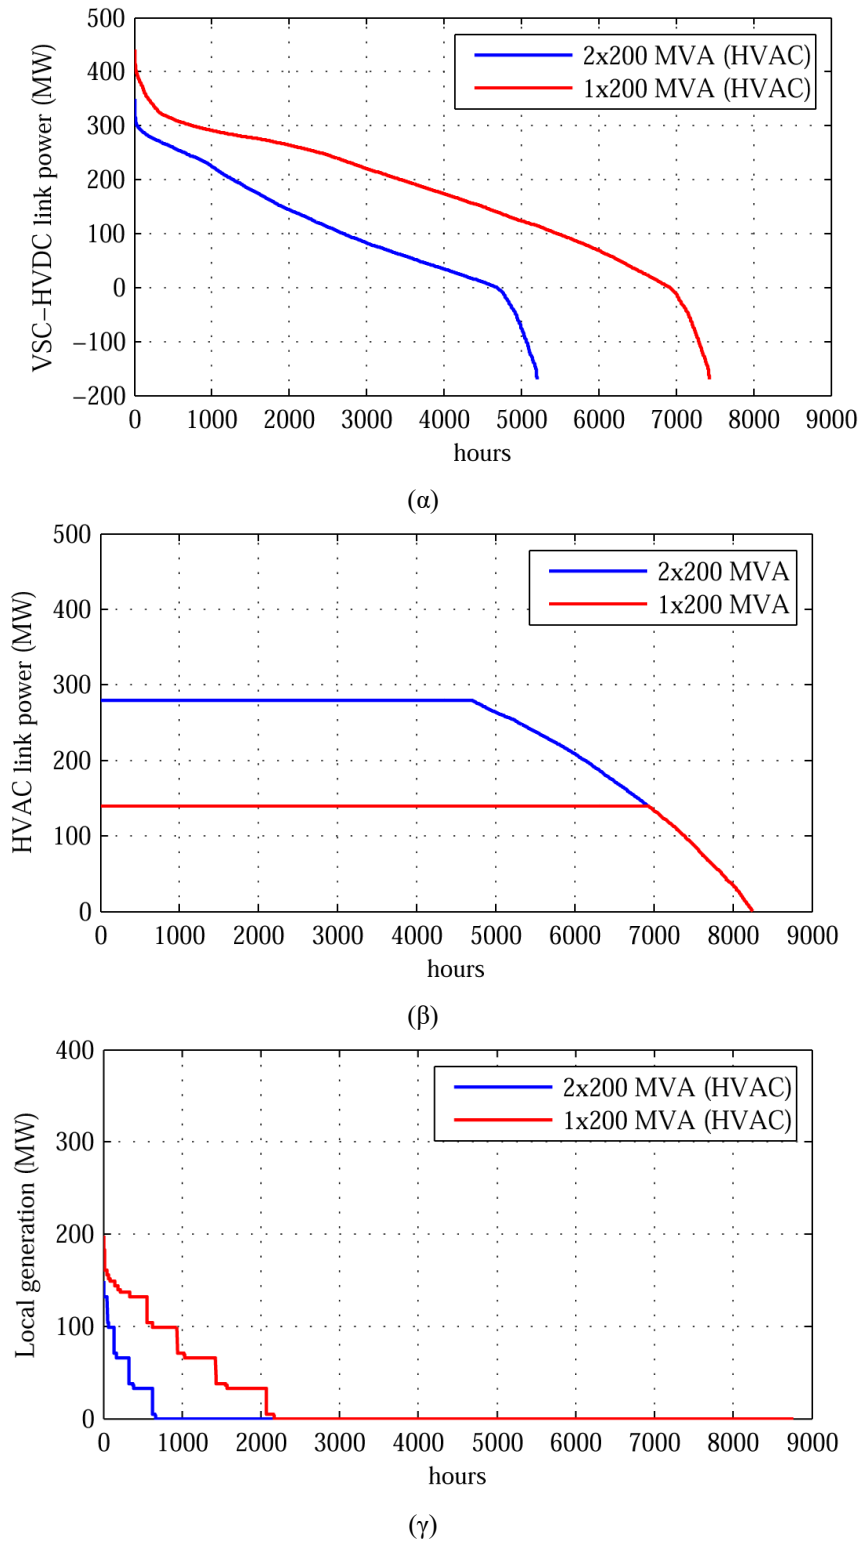 500
400
300
200
100
0
−100
−200
VSC−HVDC link power (MW)
2x200 MVA (HVAC)
1x200 MVA (HVAC)
0 1000 2000 3000 4000 5000 6000 7000 8000 9000
hours
(α)
500
400
300
200
100
0
HVAC link power (MW)
2x200 MVA
1x200 MVA
0 1000 2000 3000 4000 5000 6000 7000 8000 9000
hours
(β)
400
300
200
100
0
Local generation (MW)
2x200 MVA (HVAC)
1x200 MVA (HVAC)
0 1000 2000 3000 4000 5000 6000 7000 8000 9000
hours
(γ)